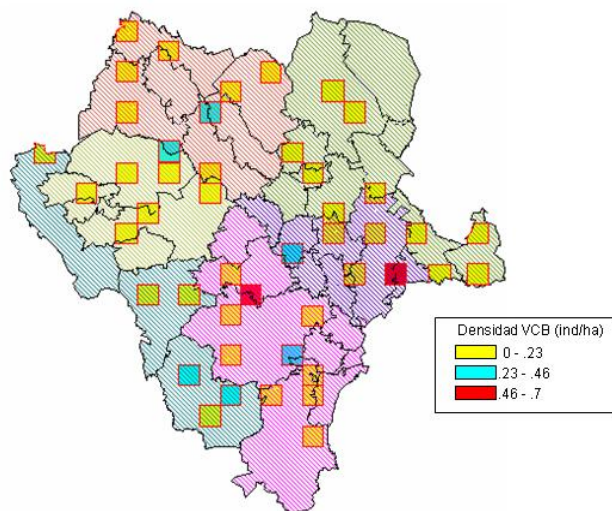 Densidad VCB (ind/ha)
0 - .23
.23 - .46
.46 - .7